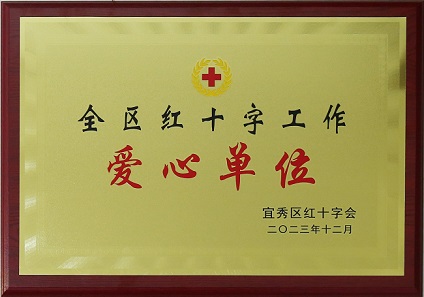 全区红十字工作
爱心单位
宜秀区红十字会
二〇二三年十二月